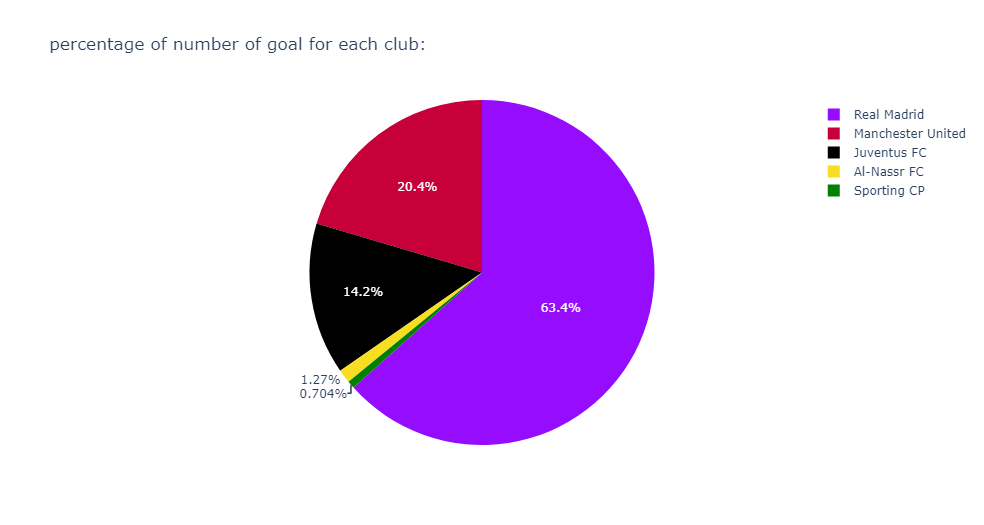 percentage of number of goal for each club:
Real Madrid
Manchester United
Juventus FC
Al-Nassr FC
Sporting CP
20.4%
14.2%
63.4%
1.27%
0.704%